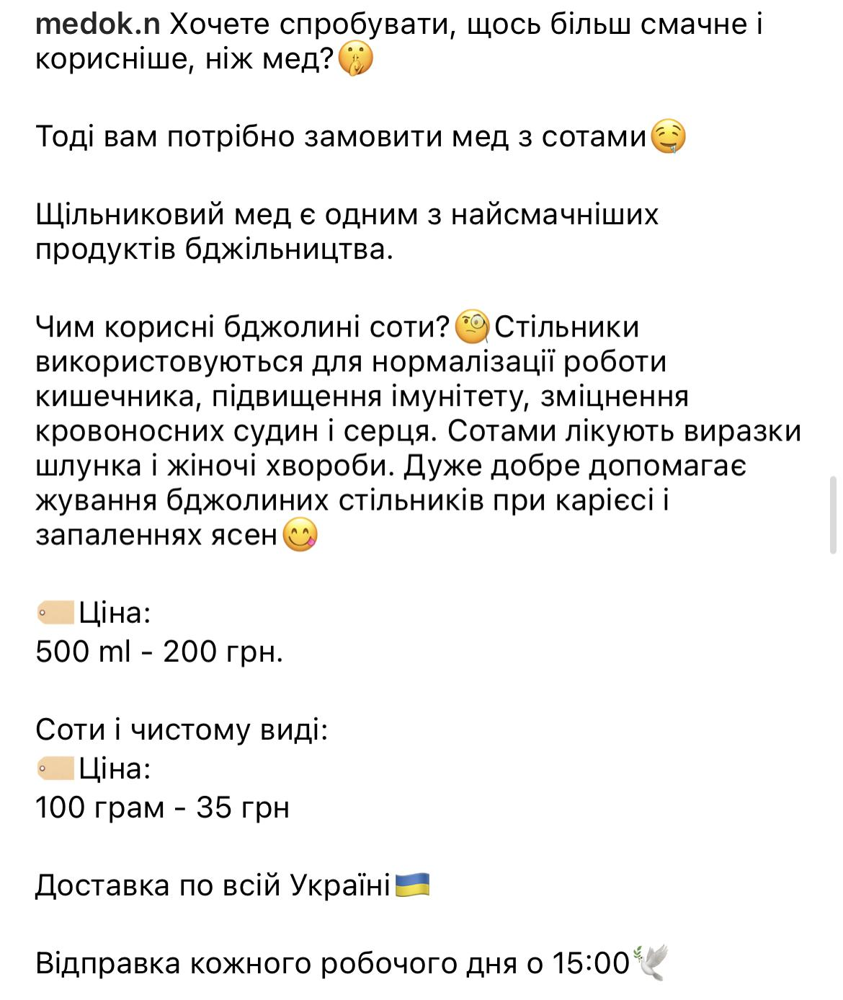 medok.n Хочете спробувати, щось більш смачне і
корисніше, ніж мед?🤫
Тоді вам потрібно замовити мед з сотами🤤
Щільниковий мед є одним з найсмачніших
продуктів бджільництва.
Чим корисні бджолині соти?🧐Стільники
використовуються для нормалізації роботи
кишечника, підвищення імунітету, зміцнення
кровоносних судин і серця. Сотами лікують виразки
шлунка і жіночі хвороби. Дуже добре допомагає
жування бджолиних стільників при карієсі і
запаленнях ясен😋
🏷️Ціна:
500 ml - 200 грн.
Соти і чистому виді:
🏷️Ціна:
100 грам - 35 грн
Доставка по всій Україні🇺🇦
Відправка кожного робочого дня о 15:00🕊️